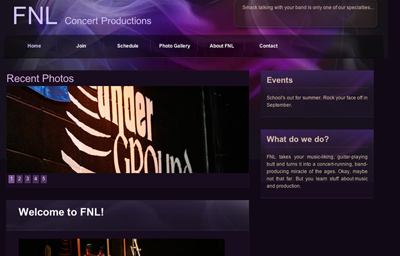 FNL Concert Productions
Smack talking with your band is only one of our specialties...
Home Join Schedule Photo Gallery About FNL Contact
Recent Photos
under
GROUND
1 2 3 4 5
Events
School's out for summer. Rock your face off in
September.
What do we do?
FNL takes your music-liking, guitar-playing
butt and turns it into a concert-running, band-
producing miracle of the ages. Okay, maybe
not that far. But you learn stuff about music
and production.
Welcome to FNL!